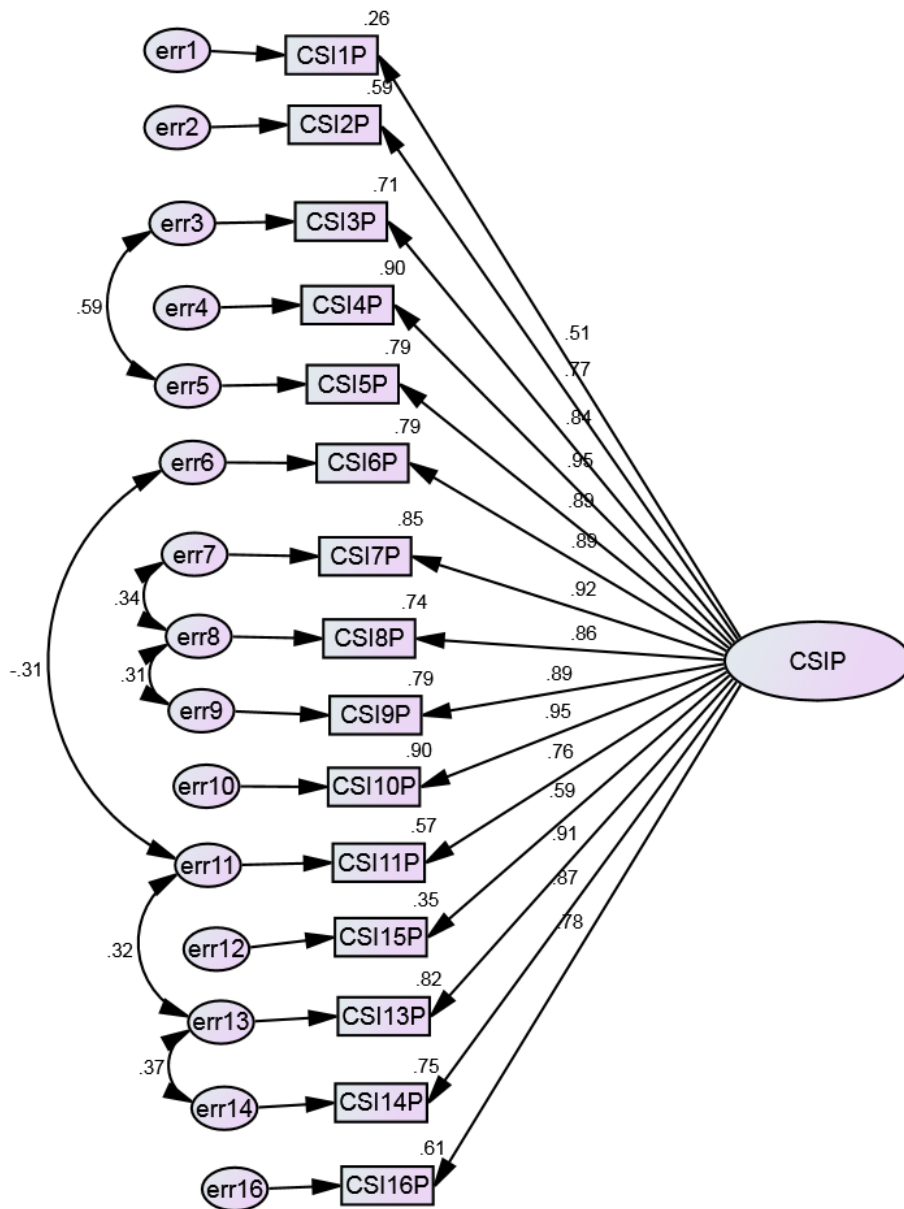 .26
err1 CSI1P
.59
err2 CSI2P
.71
err3 CSI3P
.90
.59 err4 CSI4P
.51
.79
.77
err5 CSI5P
.84
.79
err6 CSI6P
.95
.89
.85
.89
err7 CSI7P
.92
.34
.74
.86
err8 CSI8P
CSIP
-.31
.31
.79
.89
err9 CSI9P
.95
.90
.76
err10 CSI10P
.59
.57
.91
err11 CSI11P
.87
.35
.78
err12 CSI15P
.32
.82
err13 CSI13P
.37
.75
err14 CSI14P
.61
err16 CSI16P